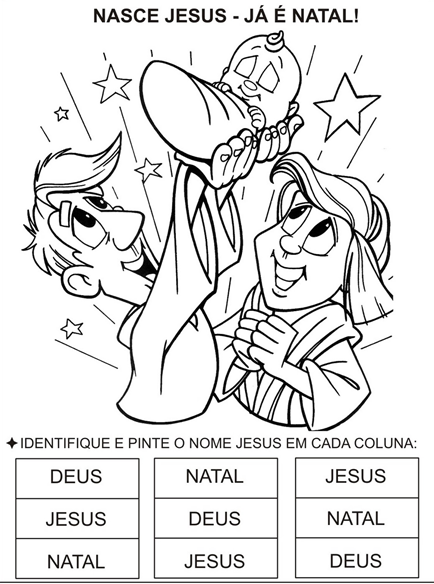 NASCE JESUS - JÁ É NATAL!
IDENTIFIQUE E PINTE O NOME JESUS EM CADA COLUNA:
DEUS NATAL JESUS
JESUS DEUS NATAL
NATAL JESUS DEUS